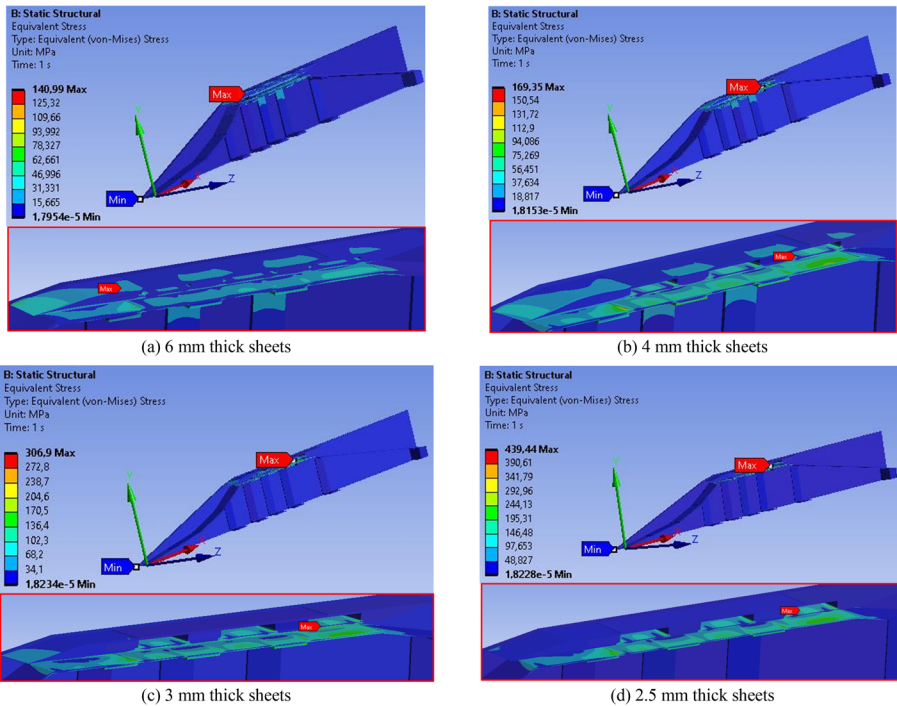 B: Static Structural
Equivalent Stress
Type: Equivalent (von-Mises) Stress
Unit: MPa
Time: 1 s
140,99 Max
125,32
109,66
93,992
78,327
62,661
46,996
31,331
15,665
1,7954e-5 Min
Max
Min
Y
X
Z
Max
(a) 6 mm thick sheets
B: Static Structural
Equivalent Stress
Type: Equivalent (von-Mises) Stress
Unit: MPa
Time: 1 s
169,35 Max
150,54
131,72
112,9
94,086
75,269
56,451
37,634
18,817
1,8153e-5 Min
Max
Min
Y
X
Z
Max
(b) 4 mm thick sheets
B: Static Structural
Equivalent Stress
Type: Equivalent (von-Mises) Stress
Unit: MPa
Time: 1 s
306,9 Max
272,8
238,7
204,6
170,5
136,4
102,3
68,2
34,1
1,8234e-5 Min
Max
Min
Y
X
Z
Max
(c) 3 mm thick sheets
B: Static Structural
Equivalent Stress
Type: Equivalent (von-Mises) Stress
Unit: MPa
Time: 1 s
439,44 Max
390,61
341,79
292,96
244,13
195,31
146,48
97,653
48,827
1,8228e-5 Min
Max
Min
Y
X
Z
Max
(d) 2.5 mm thick sheets